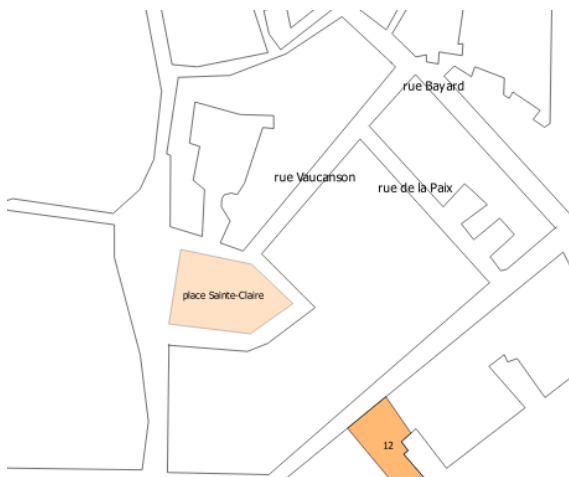 rue Bayard
rue Vaucanson
rue de la Paix
place Sainte-Claire
12